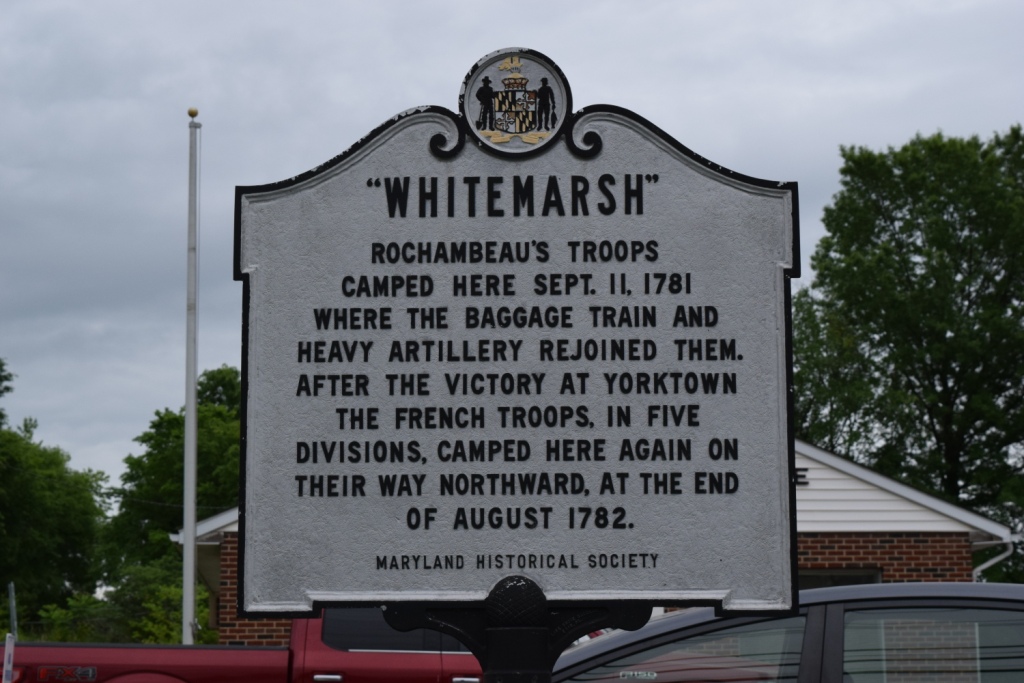 "WHITEMARSH"
ROCHAMBEAU'S TROOPS
CAMPED HERE SEPT. 11, 1781
WHERE THE BAGGAGE TRAIN AND
HEAVY ARTILLERY REJOINED THEM.
AFTER THE VICTORY AT YORKTOWN
THE FRENCH TROOPS, IN FIVE
DIVISIONS, CAMPED HERE AGAIN ON
THEIR WAY NORTHWARD, AT THE END
OF AUGUST 1782.
MARYLAND HISTORICAL SOCIETY